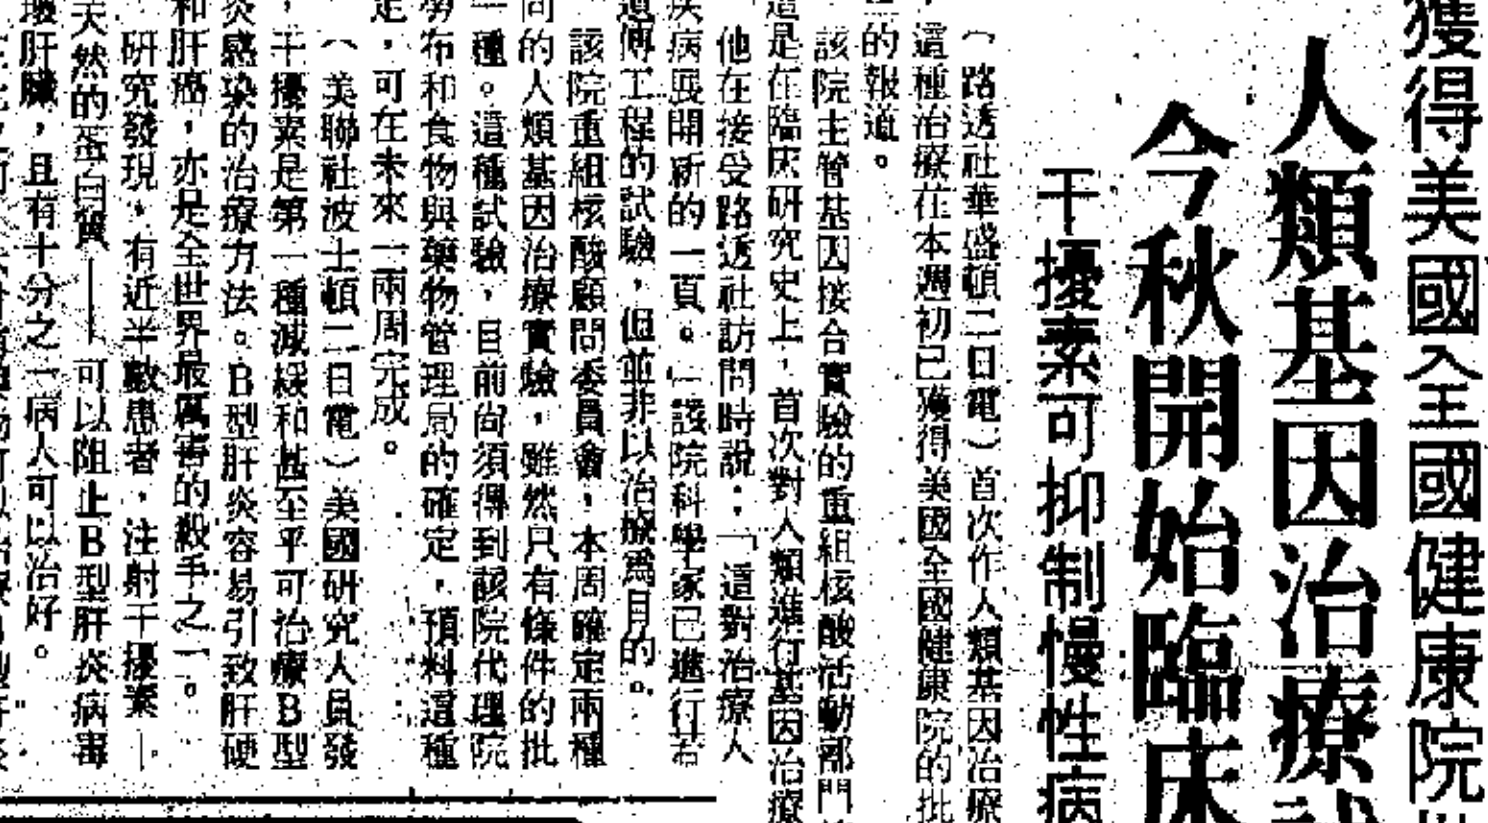 獲得美國全國健康院
人類基因治療試
今秋開始臨床
干擾素可抑制慢性病
（路透社華盛頓二日電）首次作人類基因治療
這種治療在本週初已獲得美國全國健康院的批
的報道。
該院主管基因接合實驗的重組核酸活動部門
這是在臨床研究史上，首次對人類進行基因治療
他在接受路透社訪問時說：「這對治療人
疾病展開新的一頁。」該院科學家已進行有
遺傳工程的試驗，但並非以治療爲目的。
該院重組核酸顧問委員會，本周確定兩種
同的人類基因治療實驗，雖然只有條件的批
一種。這種試驗，目前尚須得到該院代理院
勞布和食物與藥物管理局的確定，預料這種
定，可在未來一兩周完成。
（美聯社波士頓二日電）美國研究人員發
，干擾素是第一種減緩和甚至乎可治療B型
炎感染的治療方法。B型肝炎容易引致肝硬
和肝癌，亦是全世界最厲害的殺手之一。
研究發現，有近半數患者，注射干擾素—
天然的蛋白質——可以阻止B型肝炎病毒
壞肝臟，且有十分之一病人可以治好。